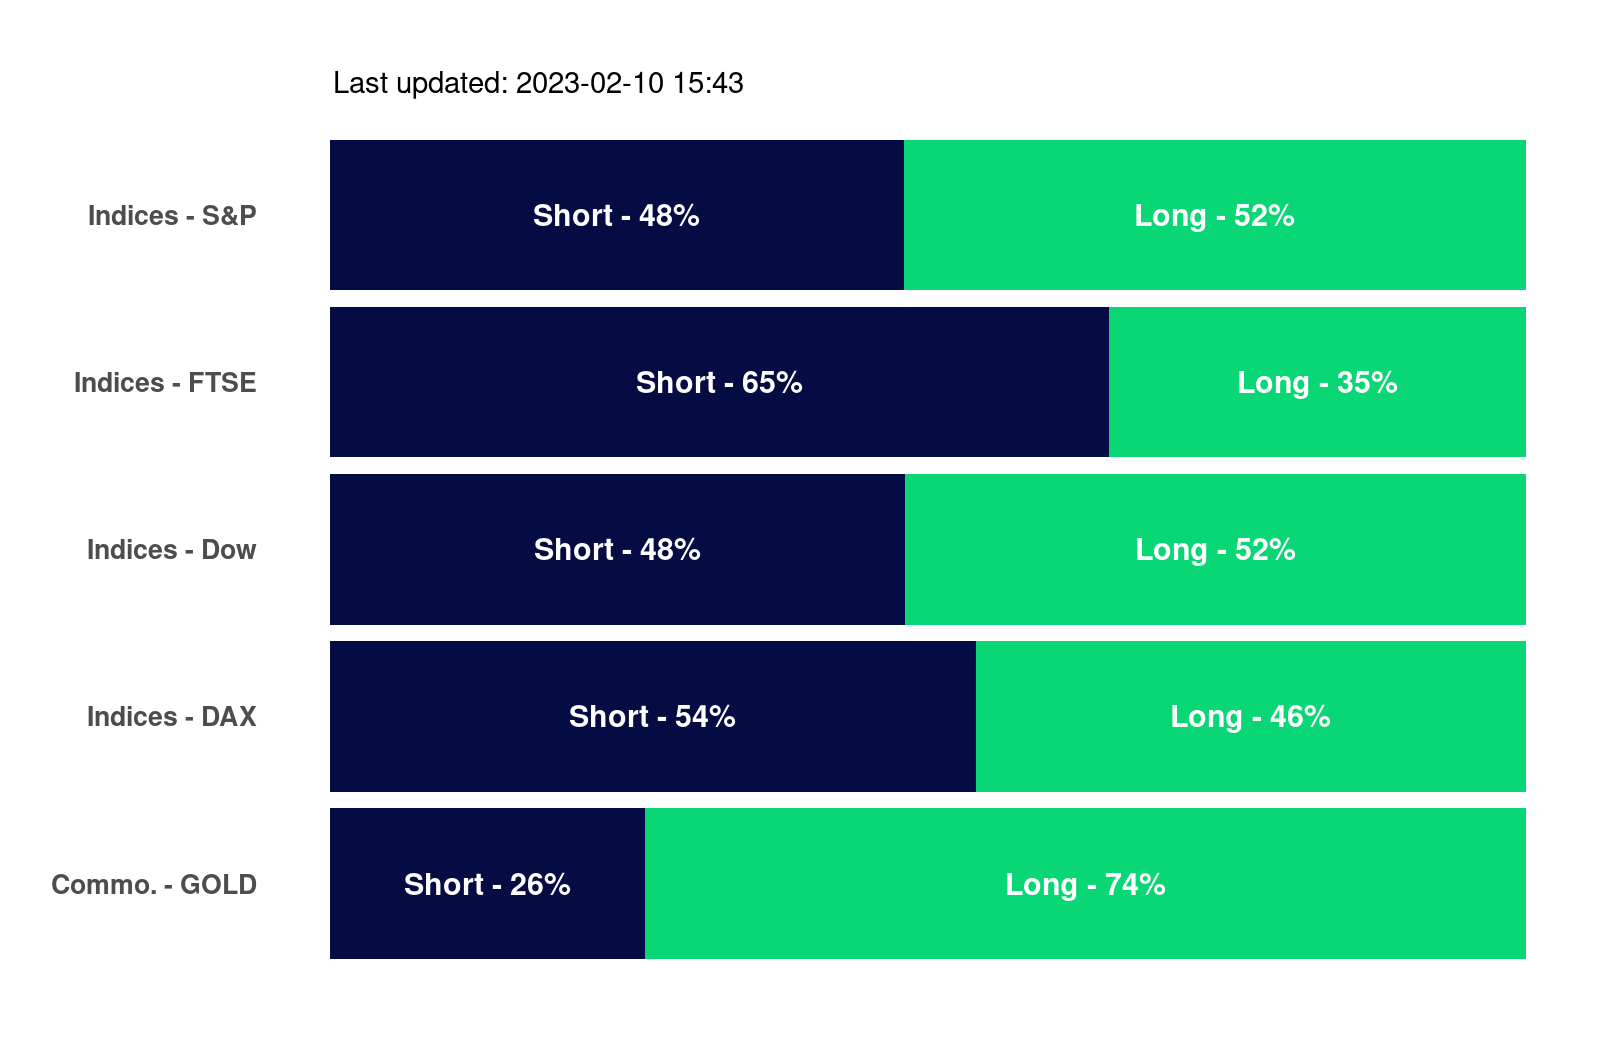 Last updated: 2023-02-10 15:43
Indices - S&P Short - 48% Long - 52%
Indices - FTSE Short - 65% Long - 35%
Indices - Dow Short - 48% Long - 52%
Indices - DAX Short - 54% Long - 46%
Commo. - GOLD Short - 26% Long - 74%